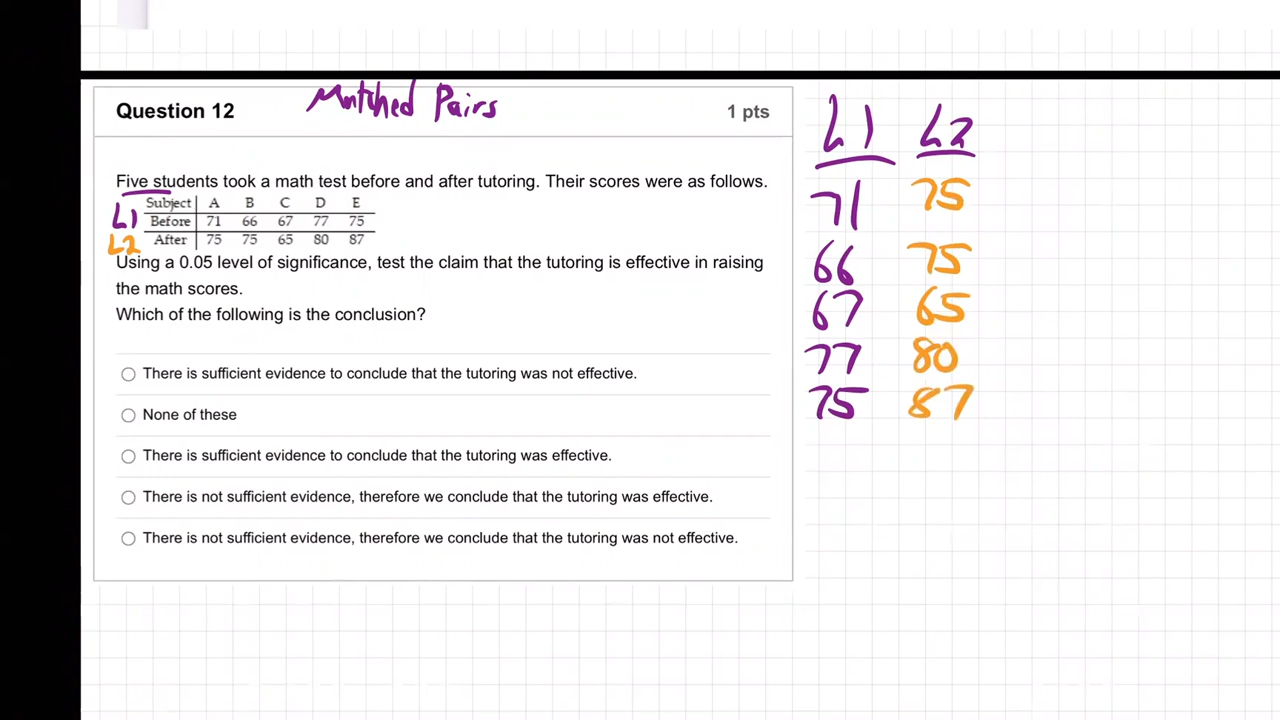 Question 12 Matched Pairs 1 pts
Five students took a math test before and after tutoring. Their scores were as follows.
Subject A B C D E
L1 Before 71 66 67 77 75
L2 After 75 75 65 80 87
Using a 0.05 level of significance, test the claim that the tutoring is effective in raising
the math scores.
Which of the following is the conclusion?
There is sufficient evidence to conclude that the tutoring was not effective.
None of these
There is sufficient evidence to conclude that the tutoring was effective.
There is not sufficient evidence, therefore we conclude that the tutoring was effective.
There is not sufficient evidence, therefore we conclude that the tutoring was not effective.
L1 L2
71 75
66 75
67 65
77 80
75 87